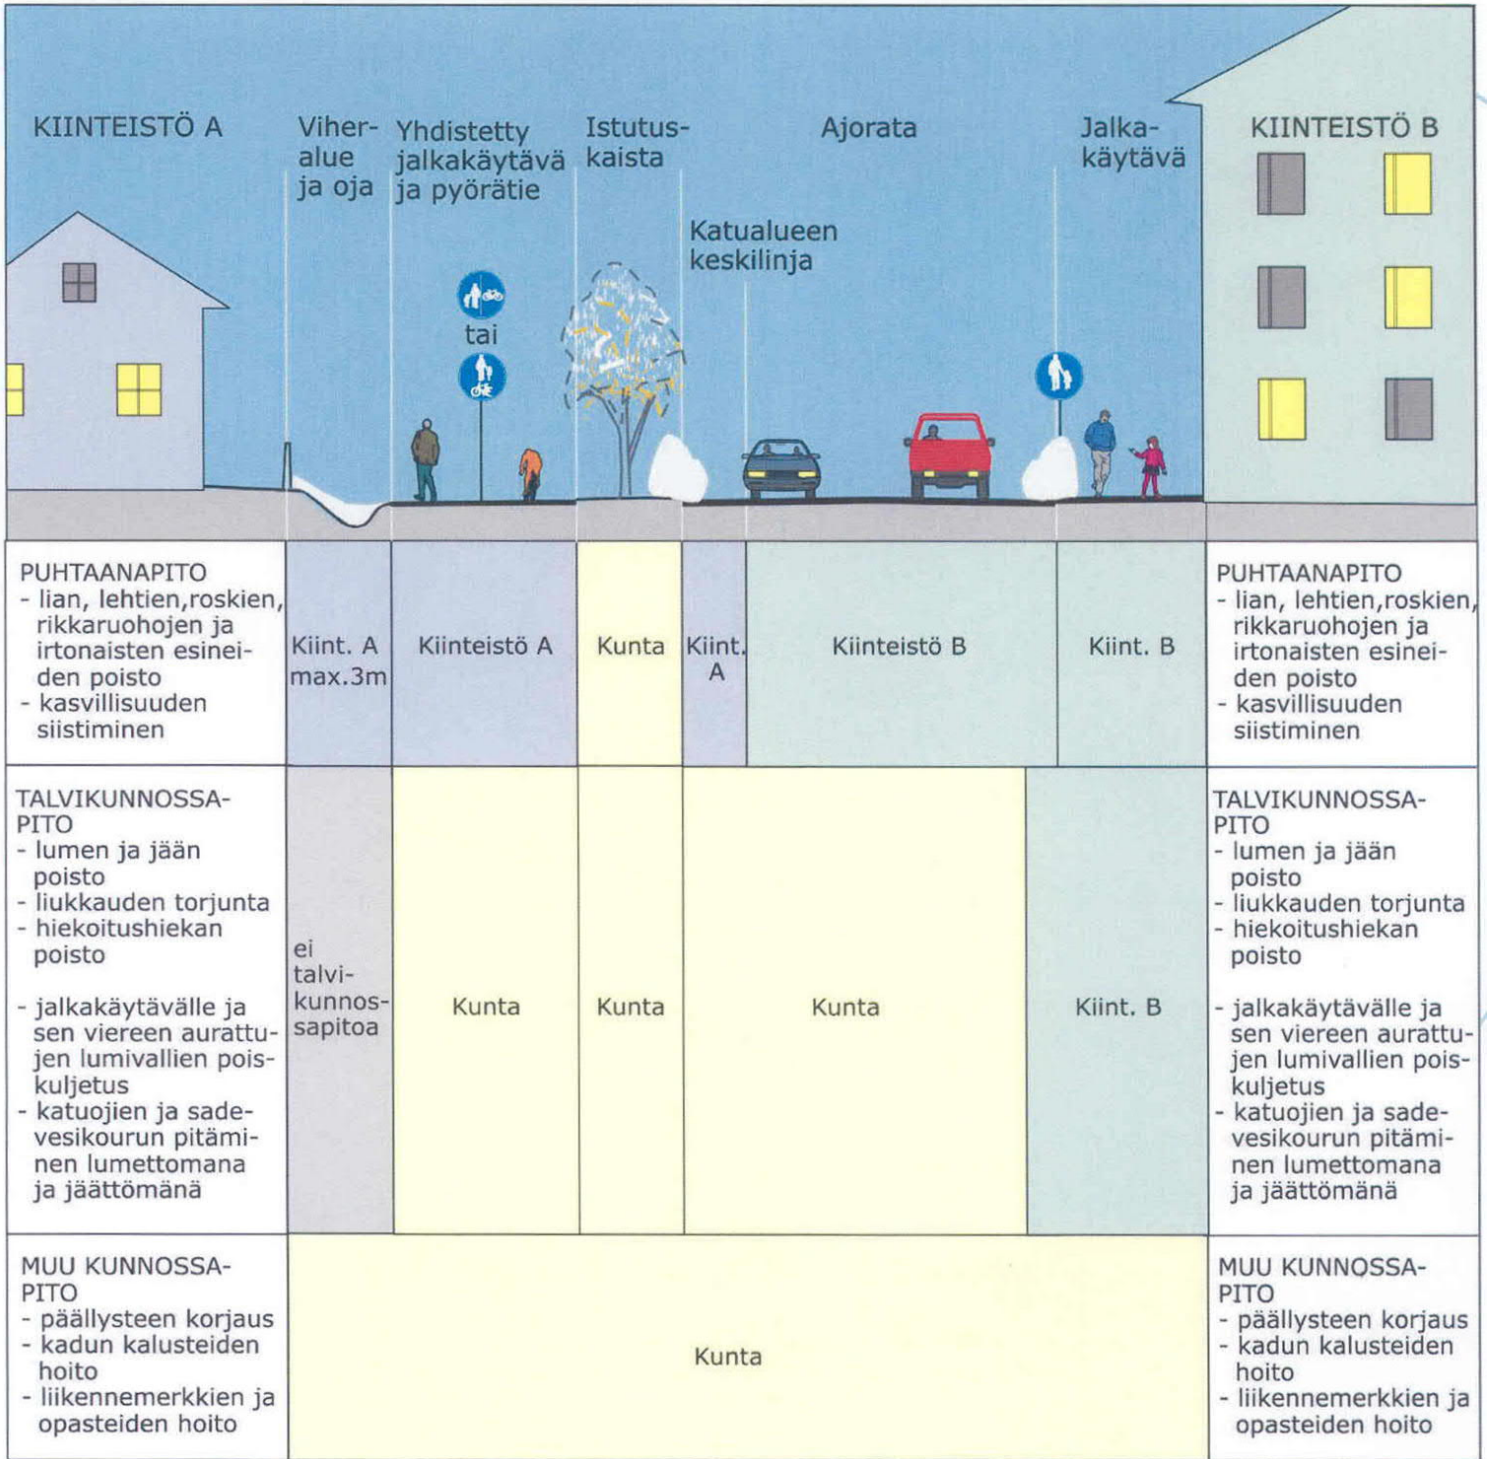 KIINTEISTÖ A
Viher-
alue
ja oja
Yhdistetty
jalkakäytävä
ja pyörätie
Istutus-
kaista
Ajorata
Jalka-
käytävä
KIINTEISTÖ B
Katualueen
keskilinja
tai
PUHTAANAPITO
- lian, lehtien,roskien,
rikkaruohojen ja
irtonaisten esinei-
den poisto
- kasvillisuuden
siistiminen
Kiint. A
max.3m
Kiinteistö A
Kunta
Kiint.
A
Kiinteistö B
Kiint. B
PUHTAANAPITO
- lian, lehtien,roskien,
rikkaruohojen ja
irtonaisten esinei-
den poisto
- kasvillisuuden
siistiminen
TALVIKUNNOSSA-
PITO
- lumen ja jään
poisto
- liukkauden torjunta
- hiekoitushiekan
poisto
- jalkakäytävälle ja
sen viereen aurattu-
jen lumivallien pois-
kuljetus
- katuojien ja sade-
vesikourun pitämi-
nen lumettomana
ja jäättömänä
ei
talvi-
kunnos-
sapitoa
Kunta
Kunta
Kunta
Kiint. B
TALVIKUNNOSSA-
PITO
- lumen ja jään
poisto
- liukkauden torjunta
- hiekoitushiekan
poisto
- jalkakäytävälle ja
sen viereen aurattu-
jen lumivallien pois-
kuljetus
- katuojien ja sade-
vesikourun pitämi-
nen lumettomana
ja jäättömänä
MUU KUNNOSSA-
PITO
- päällysteen korjaus
- kadun kalusteiden
hoito
- liikennemerkkien ja
opasteiden hoito
Kunta
MUU KUNNOSSA-
PITO
- päällysteen korjaus
- kadun kalusteiden
hoito
- liikennemerkkien ja
opasteiden hoito